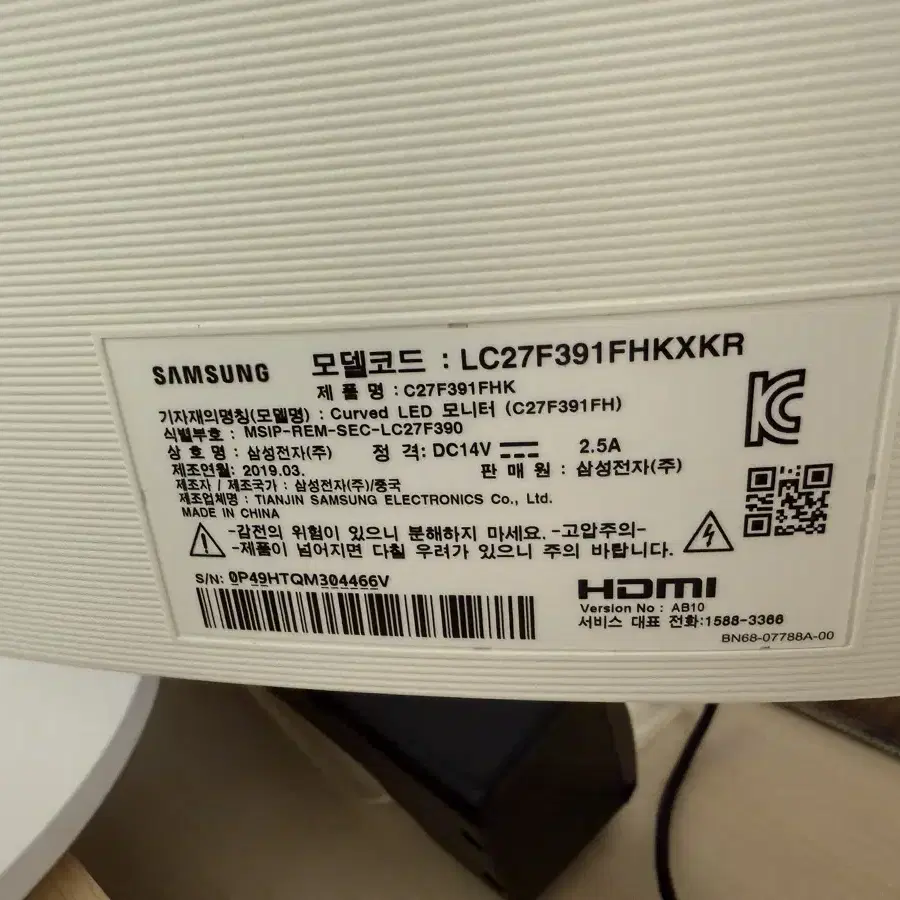 SAMSUNG 모델코드 : LC27F391FHKXKR
제 품 명 : C27F391FHK
기자재의명칭(모델명) : Curved LED 모니터 (C27F391FH)
식별부호 : MSIP-REM-SEC-LC27F390
상 호 명 : 삼성전자(주) 정 격: DC14V 2.5A
제조연월: 2019.03. 판 매 원 : 삼성전자(주)
제조자 / 제조국가 : 삼성전자(주)/중국
제조업체명 : TIANJIN SAMSUNG ELECTRONICS Co., Ltd.
MADE IN CHINA
-감전의 위험이 있으니 분해하지 마세요. -고압주의-
-제품이 넘어지면 다칠 우려가 있으니 주의 바랍니다.
S/N: 0P49HTQM304466V
HDMI
Version No : AB10
서비스 대표 전화:1588-3366
BN68-07788A-00